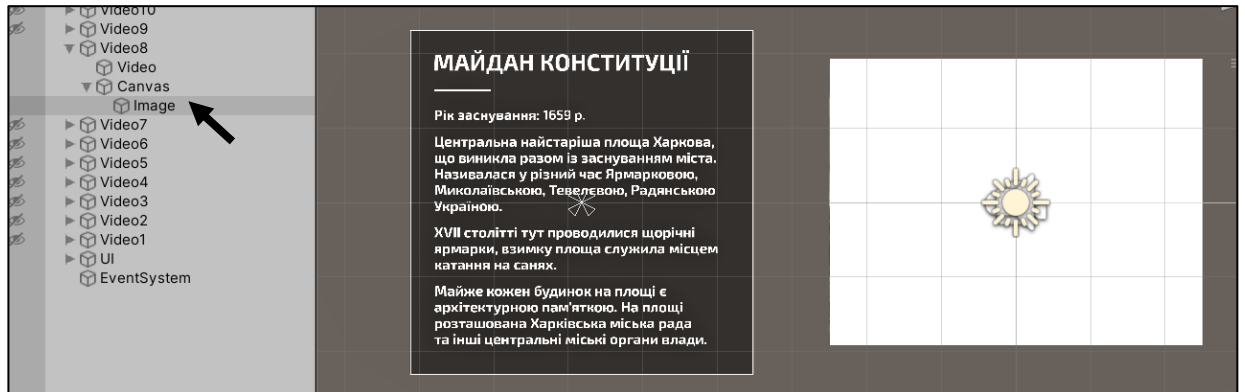 Video10
Video9
Video8
Video
Canvas
Image
Video7
Video6
Video5
Video4
Video3
Video2
Video1
UI
EventSystem
МАЙДАН КОНСТИТУЦІЇ
Рік заснування: 1659 р.
Центральна найстаріша площа Харкова,
що виникла разом із заснуванням міста.
Називалася у різний час Ярмарковою,
Миколаївською, Тевелєвою, Радянською
Україною.
XVII столітті тут проводилися щорічні
ярмарки, взимку площа служила місцем
катання на санях.
Майже кожен будинок на площі є
архітектурною пам'яткою. На площі
розташована Харківська міська рада
та інші центральні міські органи влади.